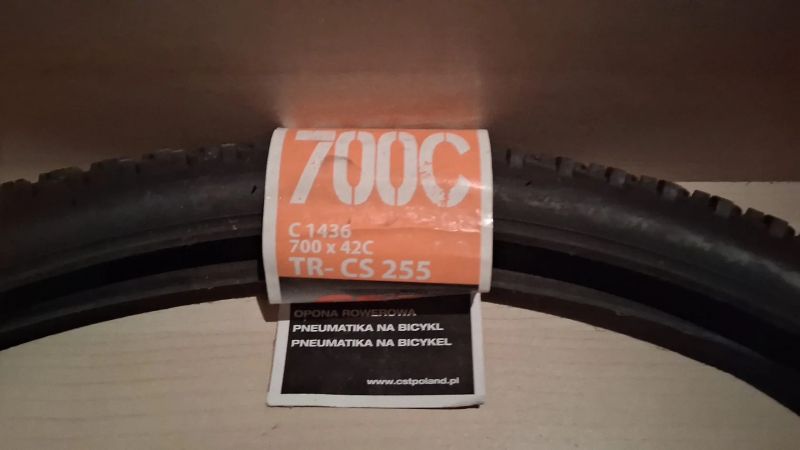 700C
C 1436
700 x 42C
TR- CS 255
OPONA ROWEROWA
PNEUMATIKA NA BICYKL
PNEUMATIKA NA BICYKEL
www.cstpoland.pl